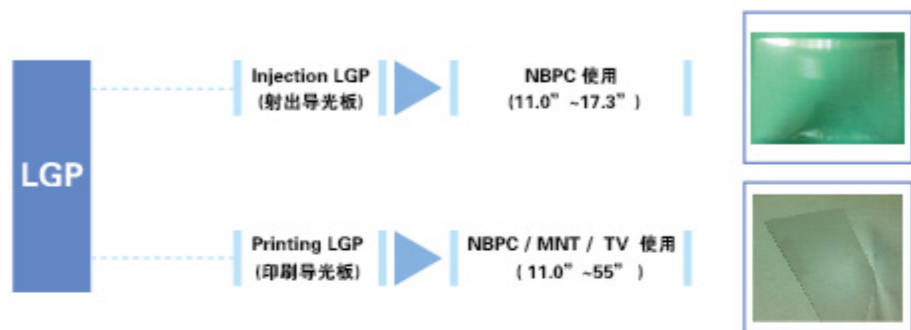 LGP
Injection LGP
(射出导光板)
NBPC 使用
(11.0” ~17.3” )
Printing LGP
(印刷导光板)
NBPC / MNT / TV 使用
( 11.0” ~55” )